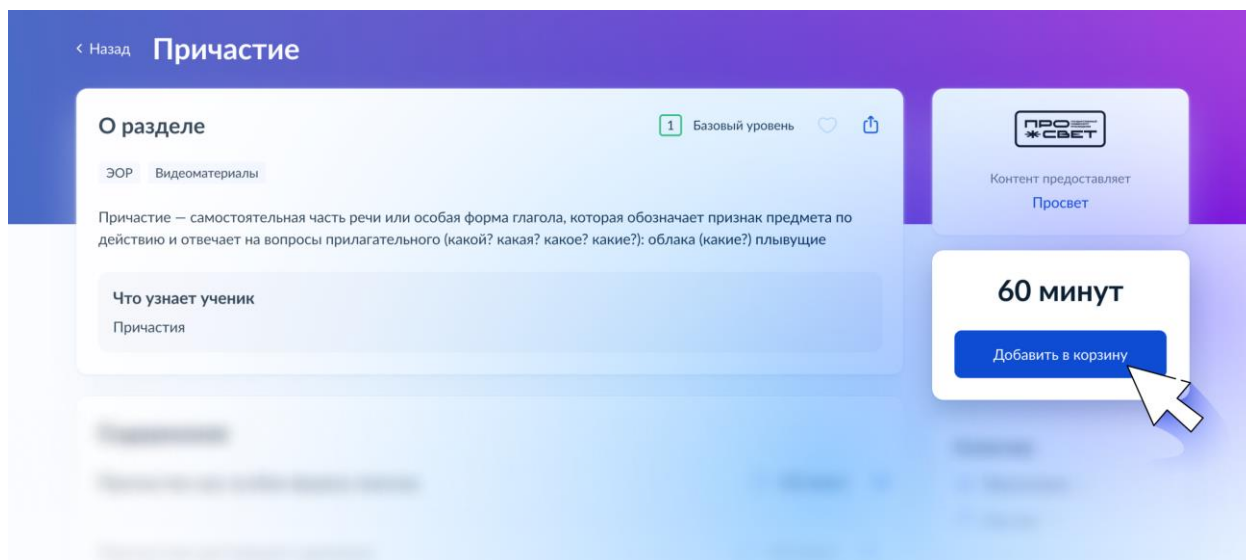 Назад Причастие
О разделе
1 Базовый уровень
ЭОР Видеоматериалы
Причастие — самостоятельная часть речи или особая форма глагола, которая обозначает признак предмета по
действию и отвечает на вопросы прилагательного (какой? какая? какое? какие?): облака (какие?) плывущие
Что узнает ученик
Причастия
ПРО
СВЕТ
Контент предоставляет
Просвет
60 минут
Добавить в корзину